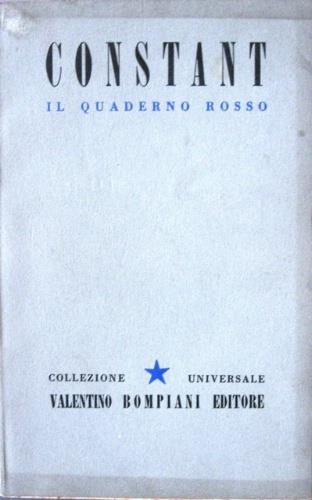 CONSTANT
IL QUADERNO ROSSO
COLLEZIONE UNIVERSALE
VALENTINO BOMPIANI EDITORE